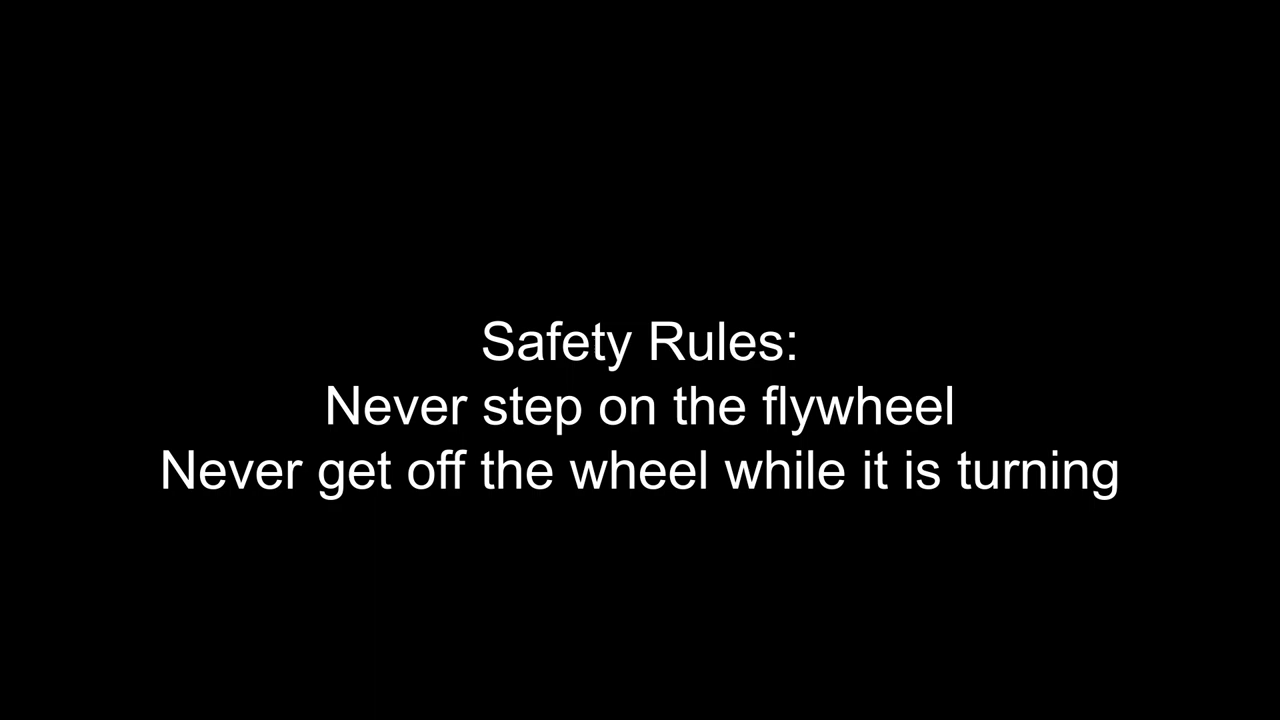 Safety Rules:
Never step on the flywheel
Never get off the wheel while it is turning